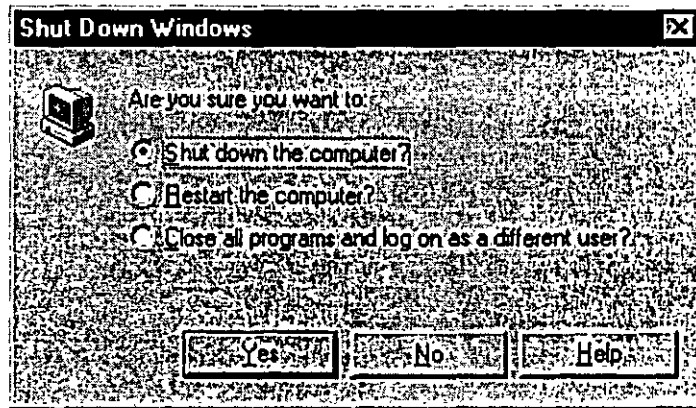 Shut Down Windows
Are you sure you want to:
Shut down the computer?
Restart the computer?
Close all programs and log on as a different user?
Yes No Help